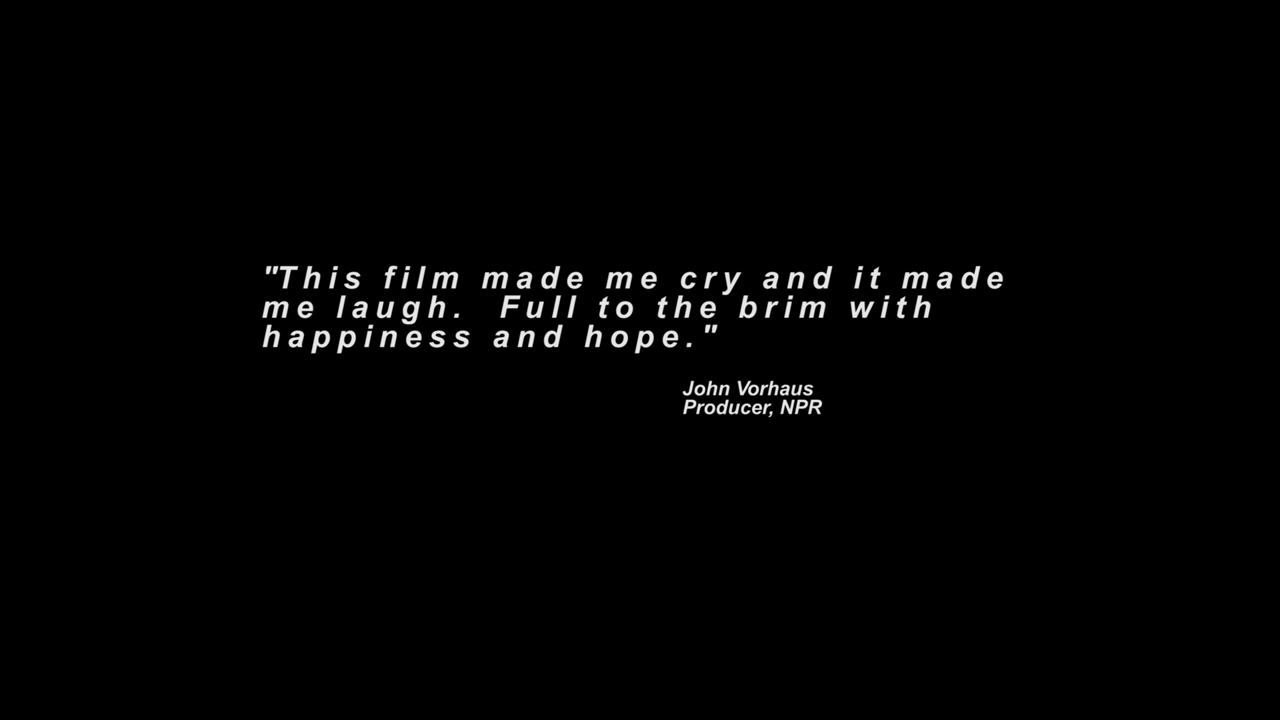 "This film made me cry and it made
me laugh.  Full to the brim with
happiness and hope."
John Vorhaus
Producer, NPR